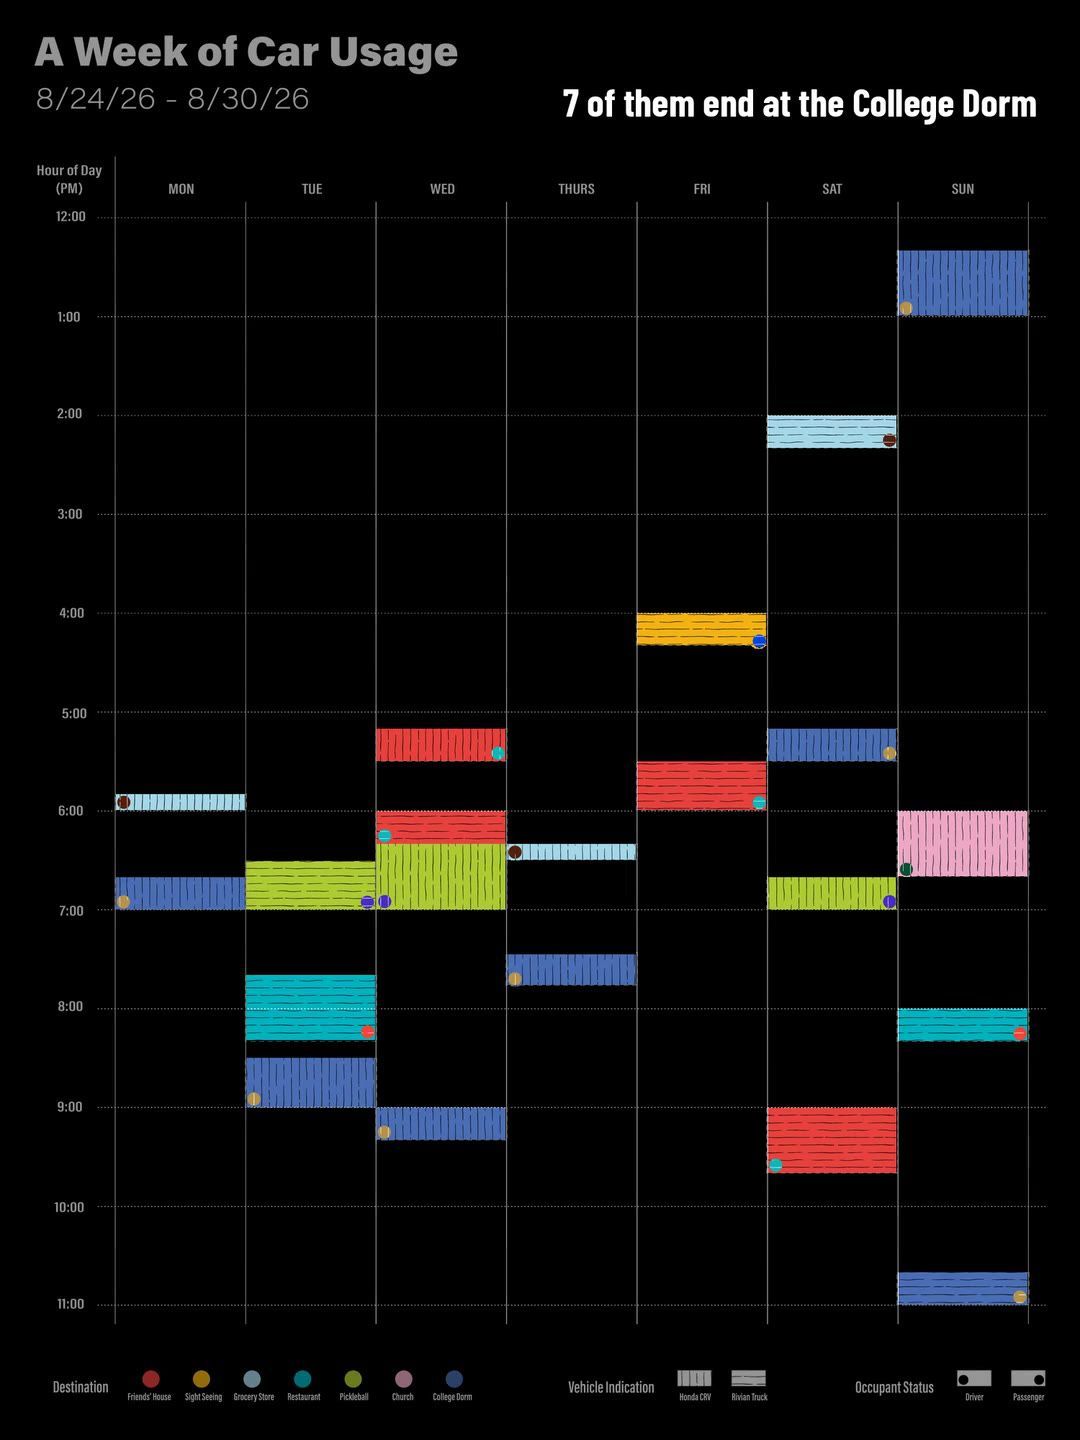 A Week of Car Usage
8/24/26 - 8/30/26
7 of them end at the College Dorm
Hour of Day
(PM)
MON TUE WED THURS FRI SAT SUN
12:00
1:00
2:00
3:00
4:00
5:00
6:00
7:00
8:00
9:00
10:00
11:00
Destination
Friends' House Sight Seeing Grocery Store Restaurant Pickleball Church College Dorm
Vehicle Indication
Honda CRV Rivian Truck
Occupant Status
Driver Passenger